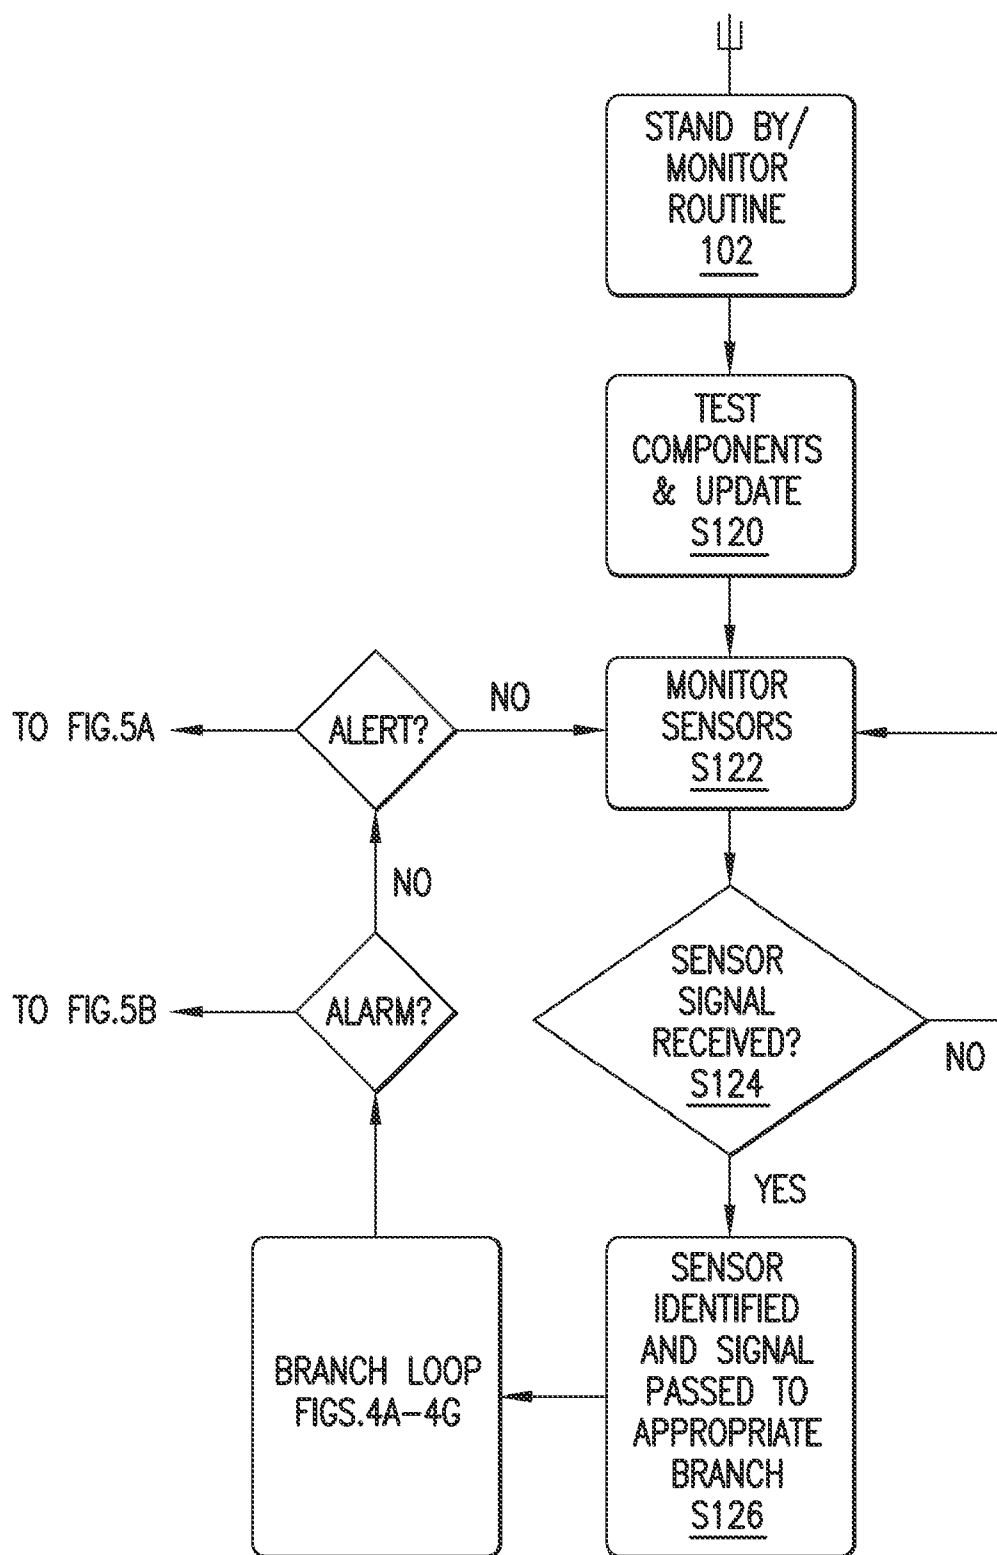 STAND BY/
MONITOR
ROUTINE
102
TEST
COMPONENTS
& UPDATE
S120
MONITOR
SENSORS
S122
NO
ALERT?
TO FIG.5A
NO
ALARM?
TO FIG.5B
SENSOR
SIGNAL
RECEIVED?
S124
NO
YES
SENSOR
IDENTIFIED
AND SIGNAL
PASSED TO
APPROPRIATE
BRANCH
S126
BRANCH LOOP
FIGS.4A-4G